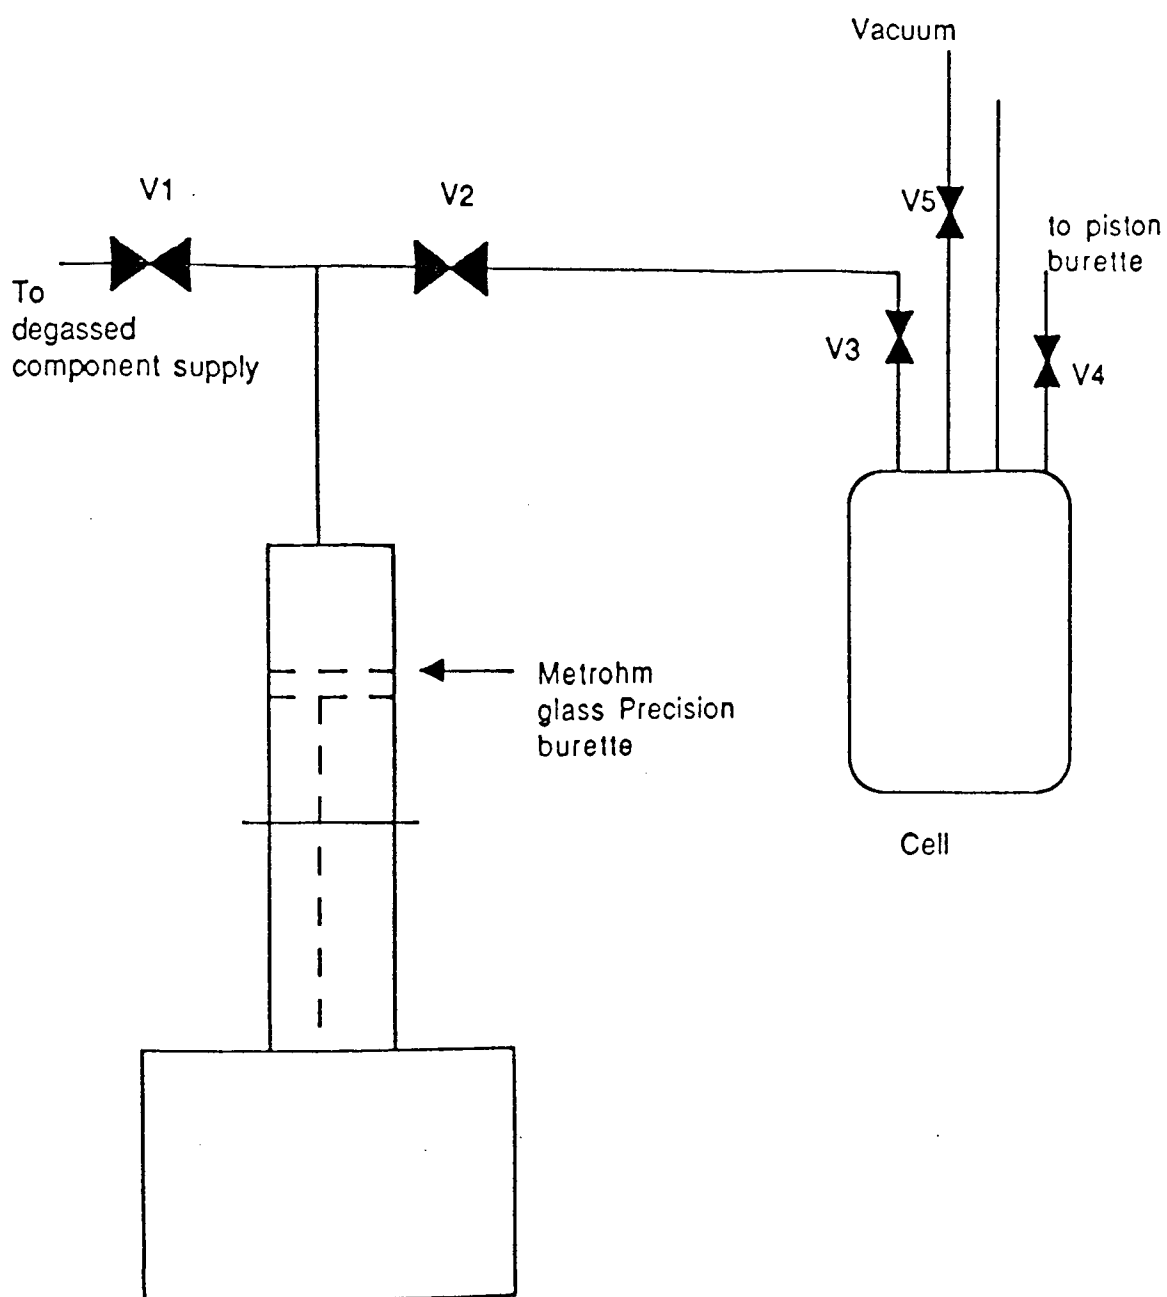 Vacuum
V1
V2
V5
to piston
burette
To
degassed
component supply
V3
V4
Metrohm
glass Precision
burette
Cell